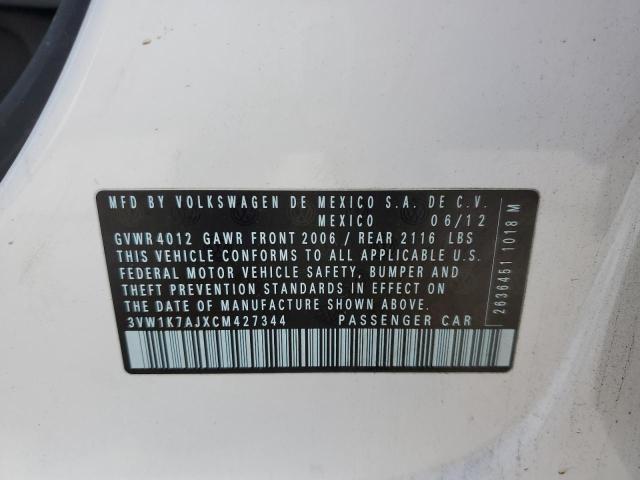 MFD BY VOLKSWAGEN DE MEXICO S.A. DE C.V.
MEXICO 06/12
GVWR 4012 GAWR FRONT 2006 / REAR 2116 LBS
THIS VEHICLE CONFORMS TO ALL APPLICABLE U.S.
FEDERAL MOTOR VEHICLE SAFETY, BUMPER AND
THEFT PREVENTION STANDARDS IN EFFECT ON
THE DATE OF MANUFACTURE SHOWN ABOVE.
3VW1K7AJXCM427344 PASSENGER CAR
2636451 1018 M